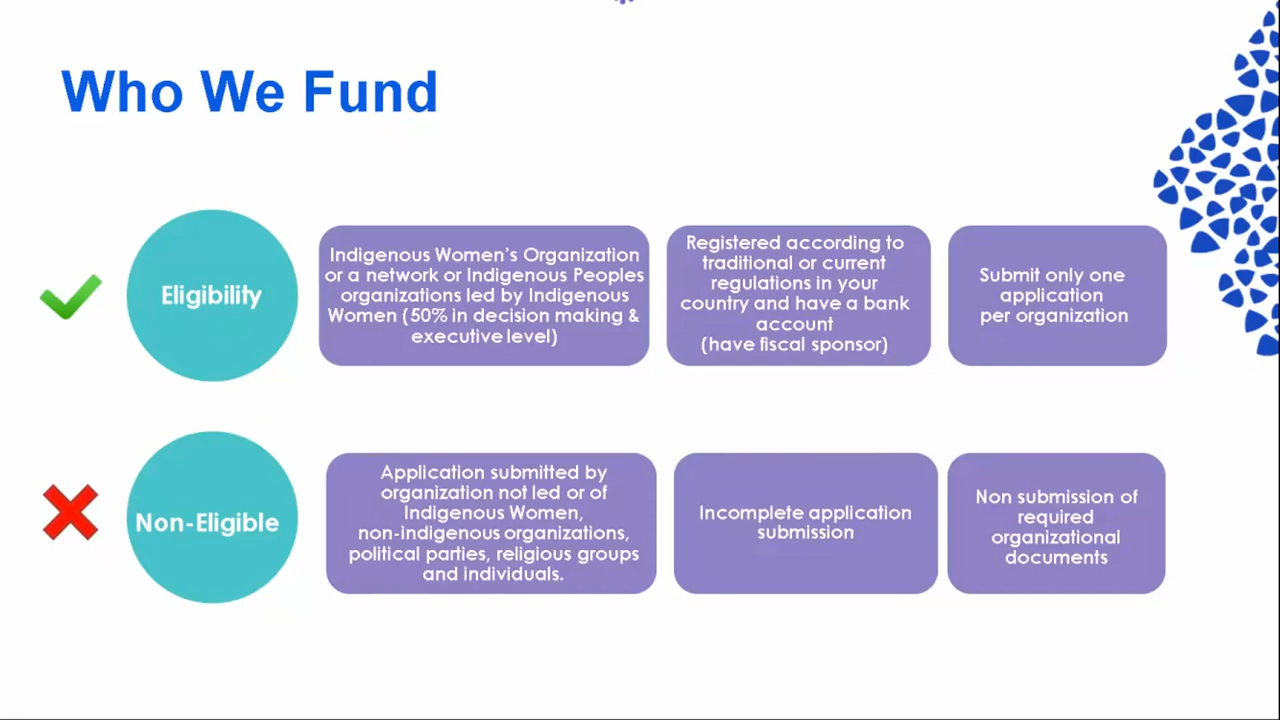 Who We Fund
Eligibility
Indigenous Women's Organization
or a network or Indigenous Peoples
organizations led by Indigenous
Women (50% in decision making &
executive level)
Registered according to
traditional or current
regulations in your
country and have a bank
account
(have fiscal sponsor)
Submit only one
application
per organization
Non-Eligible
Application submitted by
organization not led or of
Indigenous Women,
non-indigenous organizations,
political parties, religious groups
and individuals.
Incomplete application
submission
Non submission of
required
organizational
documents